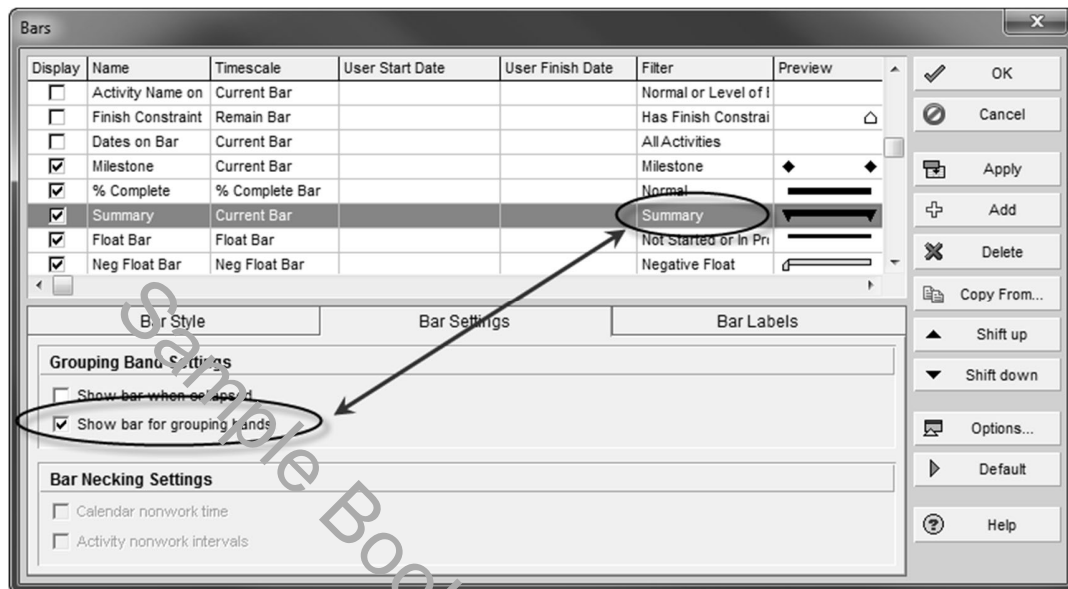 Bars
Display Name Timescale User Start Date User Finish Date Filter Preview
Activity Name on Current Bar Normal or Level of
Finish Constraint Remain Bar Has Finish Constrai
Dates on Bar Current Bar All Activities
Milestone Current Bar Milestone
% Complete % Complete Bar Normal
Summary Current Bar Summary
Float Bar Float Bar Not Started or In Pro
Neg Float Bar Neg Float Bar Negative Float
Bar Style Bar Settings Bar Labels
Grouping Band Settings
Show bar when collapsed
Show bar for grouping bands
Bar Necking Settings
Calendar nonwork time
Activity nonwork intervals
OK
Cancel
Apply
Add
Delete
Copy From...
Shift up
Shift down
Options...
Default
Help
Sample Boo